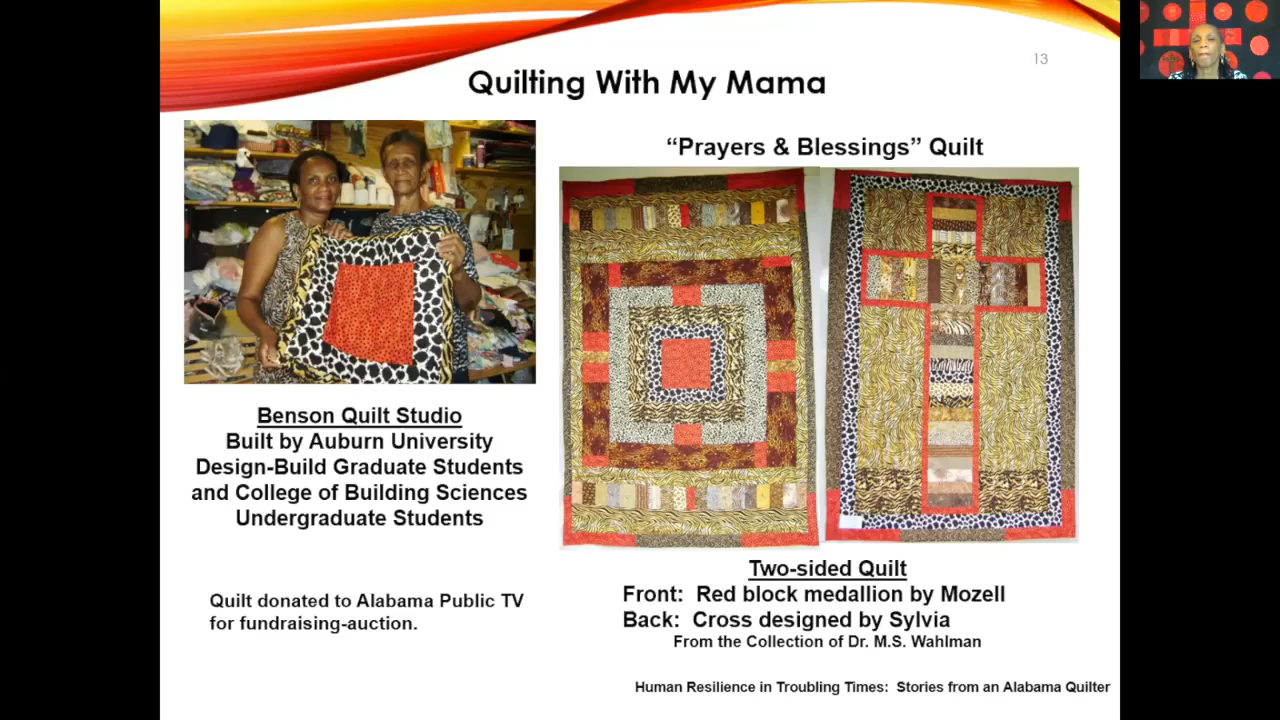 13
Quilting With My Mama
“Prayers & Blessings” Quilt
Benson Quilt Studio
Built by Auburn University
Design-Build Graduate Students
and College of Building Sciences
Undergraduate Students
Quilt donated to Alabama Public TV
for fundraising-auction.
Two-sided Quilt
Front:  Red block medallion by Mozell
Back:  Cross designed by Sylvia
From the Collection of Dr. M.S. Wahlman
Human Resilience in Troubling Times:  Stories from an Alabama Quilter